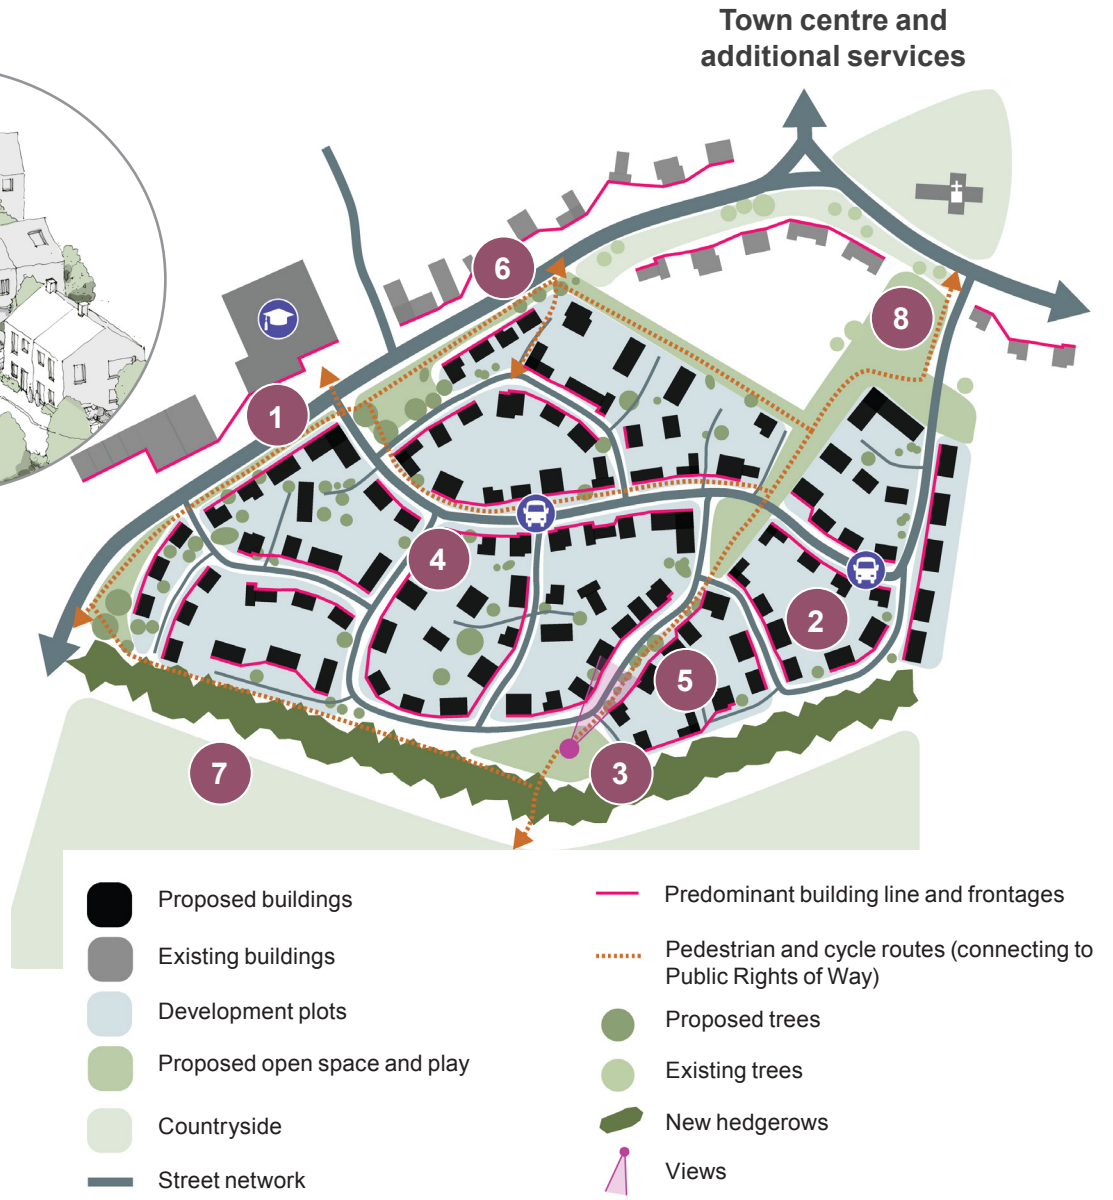 Town centre and
additional services
6
8
1
4
2
5
3
7
Proposed buildings
Existing buildings
Development plots
Proposed open space and play
Countryside
Street network
Predominant building line and frontages
Pedestrian and cycle routes (connecting to
Public Rights of Way)
Proposed trees
Existing trees
New hedgerows
Views